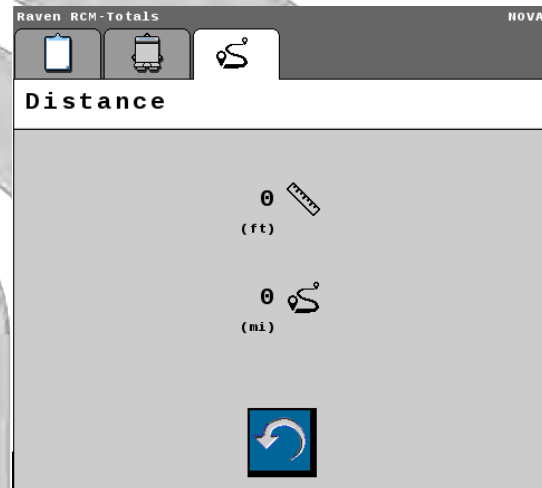 Raven RCM-Totals NOVA
Distance
0
(ft)
0
(mi)